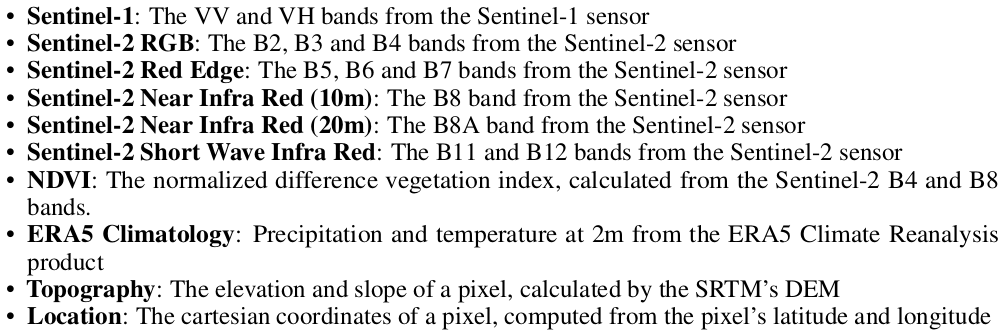 • Sentinel-1: The VV and VH bands from the Sentinel-1 sensor
• Sentinel-2 RGB: The B2, B3 and B4 bands from the Sentinel-2 sensor
• Sentinel-2 Red Edge: The B5, B6 and B7 bands from the Sentinel-2 sensor
• Sentinel-2 Near Infra Red (10m): The B8 band from the Sentinel-2 sensor
• Sentinel-2 Near Infra Red (20m): The B8A band from the Sentinel-2 sensor
• Sentinel-2 Short Wave Infra Red: The B11 and B12 bands from the Sentinel-2 sensor
• NDVI: The normalized difference vegetation index, calculated from the Sentinel-2 B4 and B8
bands.
• ERA5 Climatology: Precipitation and temperature at 2m from the ERA5 Climate Reanalysis
product
• Topography: The elevation and slope of a pixel, calculated by the SRTM's DEM
• Location: The cartesian coordinates of a pixel, computed from the pixel's latitude and longitude